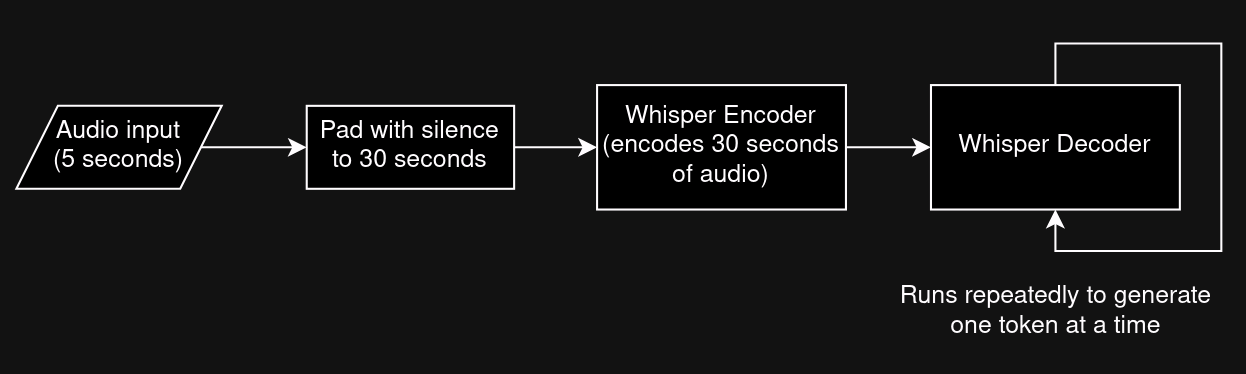 Audio input
(5 seconds)
Pad with silence
to 30 seconds
Whisper Encoder
(encodes 30 seconds
of audio)
Whisper Decoder
Runs repeatedly to generate
one token at a time